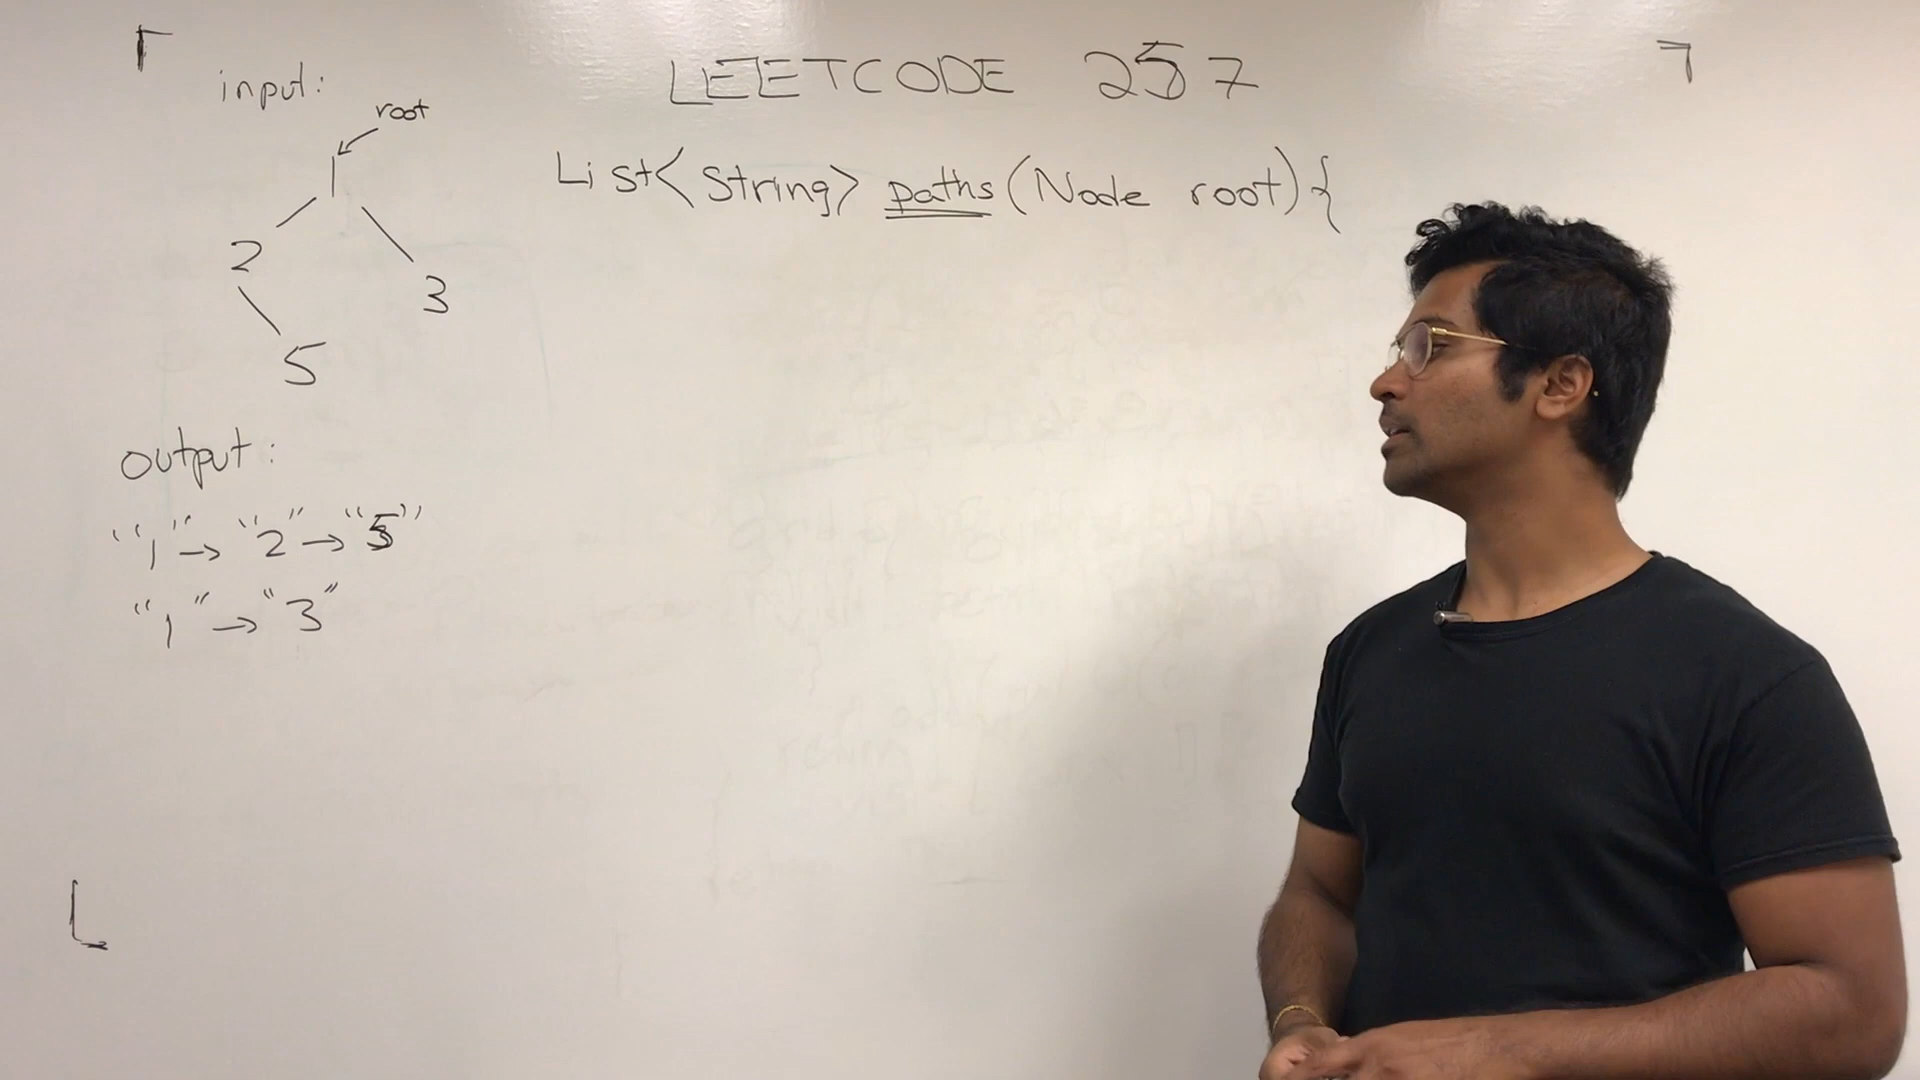 LEETCODE 257
input:
root
1
2
3
5
List<String> paths(Node root){
output:
"1" → "2" → "5"
"1" → "3"